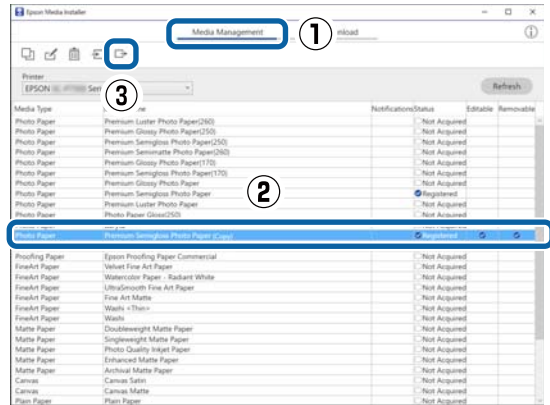 Epson Media Installer
Media Management ① nload
③
Printer
EPSON Seri Refresh
Media Type me Notifications Status Editable Removable
Photo Paper Premium Luster Photo Paper(260) Not Acquired
Photo Paper Premium Glossy Photo Paper(250) Not Acquired
Photo Paper Premium Semigloss Photo Paper(250) Not Acquired
Photo Paper Premium Semimatte Photo Paper(260) Not Acquired
Photo Paper Premium Glossy Photo Paper(170) Not Acquired
Photo Paper Premium Semigloss Photo Paper(170) Not Acquired
Photo Paper Premium Glossy Photo Paper Not Acquired
Photo Paper Premium Semigloss Photo Paper ② Registered
Photo Paper Premium Luster Photo Paper Not Acquired
Photo Paper Photo Paper Gloss(250) Not Acquired
Photo Paper Premium Semigloss Photo Paper (Copy) Registered
Proofing Paper Epson Proofing Paper Commercial Not Acquired
FineArt Paper Velvet Fine Art Paper Not Acquired
FineArt Paper Watercolor Paper - Radiant White Not Acquired
FineArt Paper UltraSmooth Fine Art Paper Not Acquired
FineArt Paper Fine Art Matte Not Acquired
FineArt Paper Washi <Thin> Not Acquired
FineArt Paper Washi Not Acquired
Matte Paper Doubleweight Matte Paper Not Acquired
Matte Paper Singleweight Matte Paper Not Acquired
Matte Paper Photo Quality Inkjet Paper Not Acquired
Matte Paper Enhanced Matte Paper Not Acquired
Matte Paper Archival Matte Paper Not Acquired
Canvas Canvas Satin Not Acquired
Canvas Canvas Matte Not Acquired
Plain Paper Plain Paper Not Acquired